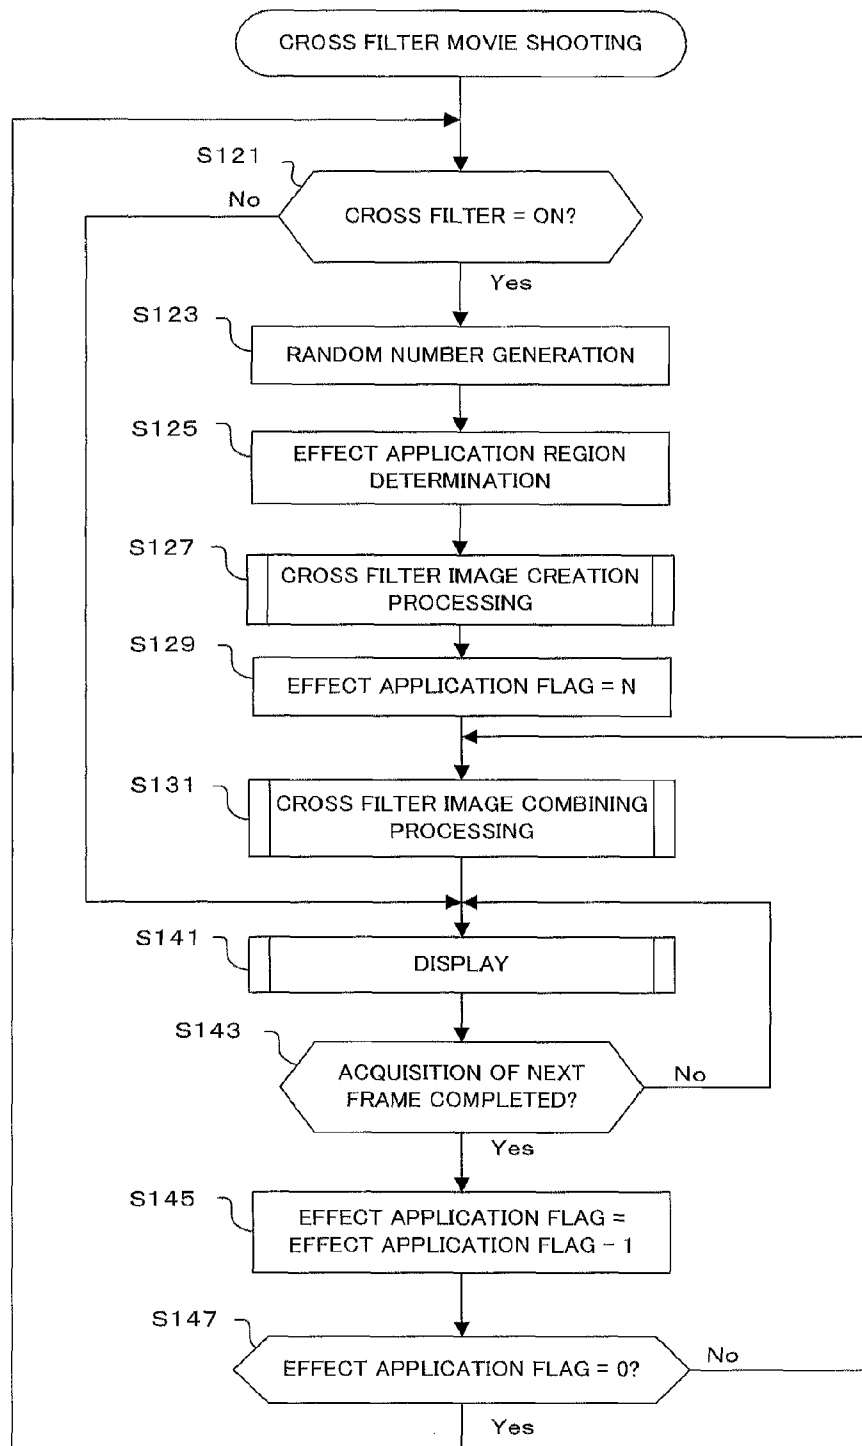 CROSS FILTER MOVIE SHOOTING
S121
No
CROSS FILTER = ON?
Yes
S123
RANDOM NUMBER GENERATION
S125
EFFECT APPLICATION REGION
DETERMINATION
S127
CROSS FILTER IMAGE CREATION
PROCESSING
S129
EFFECT APPLICATION FLAG = N
S131
CROSS FILTER IMAGE COMBINING
PROCESSING
S141
DISPLAY
S143
ACQUISITION OF NEXT
FRAME COMPLETED?
No
Yes
S145
EFFECT APPLICATION FLAG =
EFFECT APPLICATION FLAG - 1
S147
EFFECT APPLICATION FLAG = 0?
No
Yes